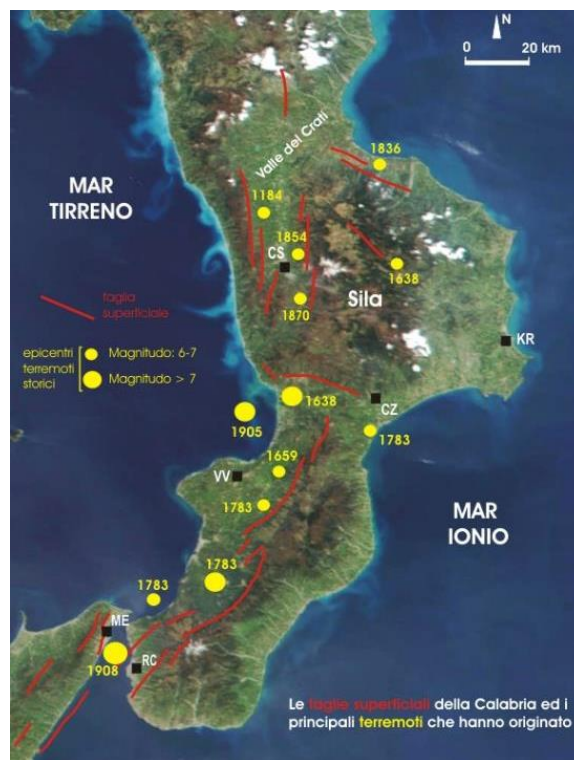 N
0 20 km
Valle del Crati
1836
MAR
TIRRENO
1184
1854
CS
1638
Sila
1870
faglia
superficiale
KR
epicentri
terremoti
storici
Magnitudo: 6-7
Magnitudo > 7
1638
CZ
1905
1783
1659
VV
1783
MAR
IONIO
1783
1783
ME
RC
1908
Le faglie superficiali della Calabria ed i
principali terremoti che hanno originato